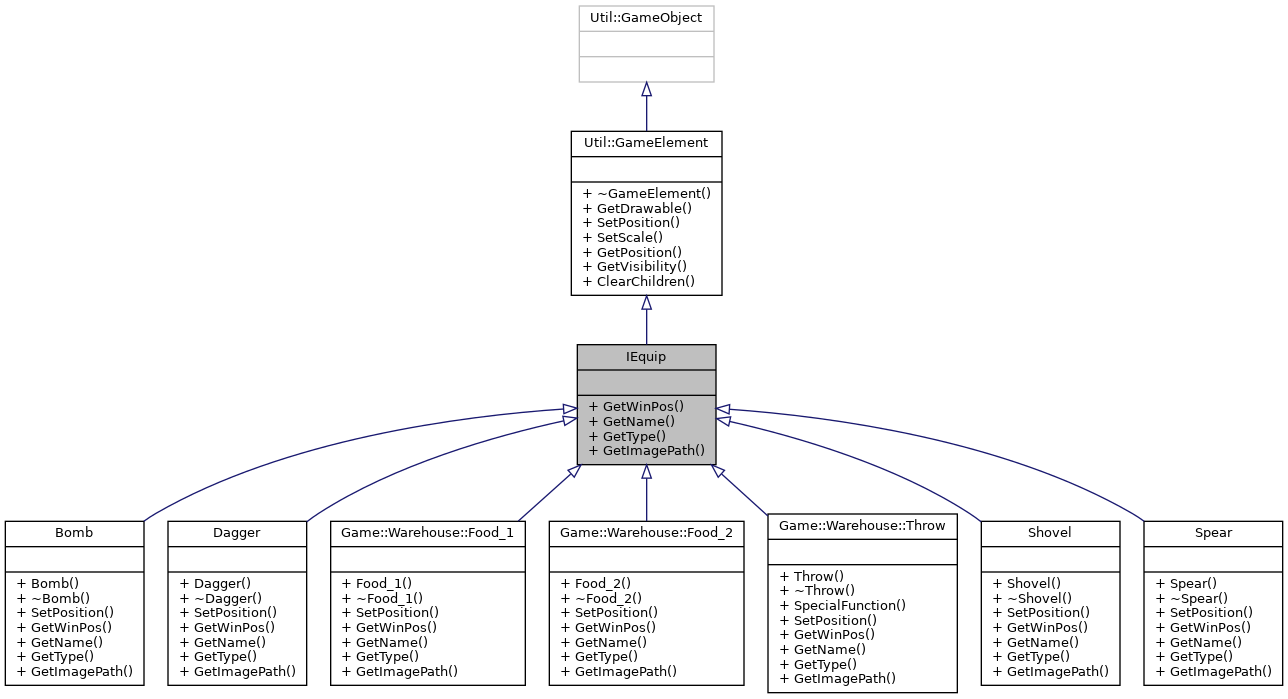 Util::GameObject
Util::GameElement
+ ~GameElement()
+ GetDrawable()
+ SetPosition()
+ SetScale()
+ GetPosition()
+ GetVisibility()
+ ClearChildren()
IEquip
+ GetWinPos()
+ GetName()
+ GetType()
+ GetImagePath()
Bomb
+ Bomb()
+ ~Bomb()
+ SetPosition()
+ GetWinPos()
+ GetName()
+ GetType()
+ GetImagePath()
Dagger
+ Dagger()
+ ~Dagger()
+ SetPosition()
+ GetWinPos()
+ GetName()
+ GetType()
+ GetImagePath()
Game::Warehouse::Food_1
+ Food_1()
+ ~Food_1()
+ SetPosition()
+ GetWinPos()
+ GetName()
+ GetType()
+ GetImagePath()
Game::Warehouse::Food_2
+ Food_2()
+ ~Food_2()
+ SetPosition()
+ GetWinPos()
+ GetName()
+ GetType()
+ GetImagePath()
Game::Warehouse::Throw
+ Throw()
+ ~Throw()
+ SpecialFunction()
+ SetPosition()
+ GetWinPos()
+ GetName()
+ GetType()
+ GetImagePath()
Shovel
+ Shovel()
+ ~Shovel()
+ SetPosition()
+ GetWinPos()
+ GetName()
+ GetType()
+ GetImagePath()
Spear
+ Spear()
+ ~Spear()
+ SetPosition()
+ GetWinPos()
+ GetName()
+ GetType()
+ GetImagePath()